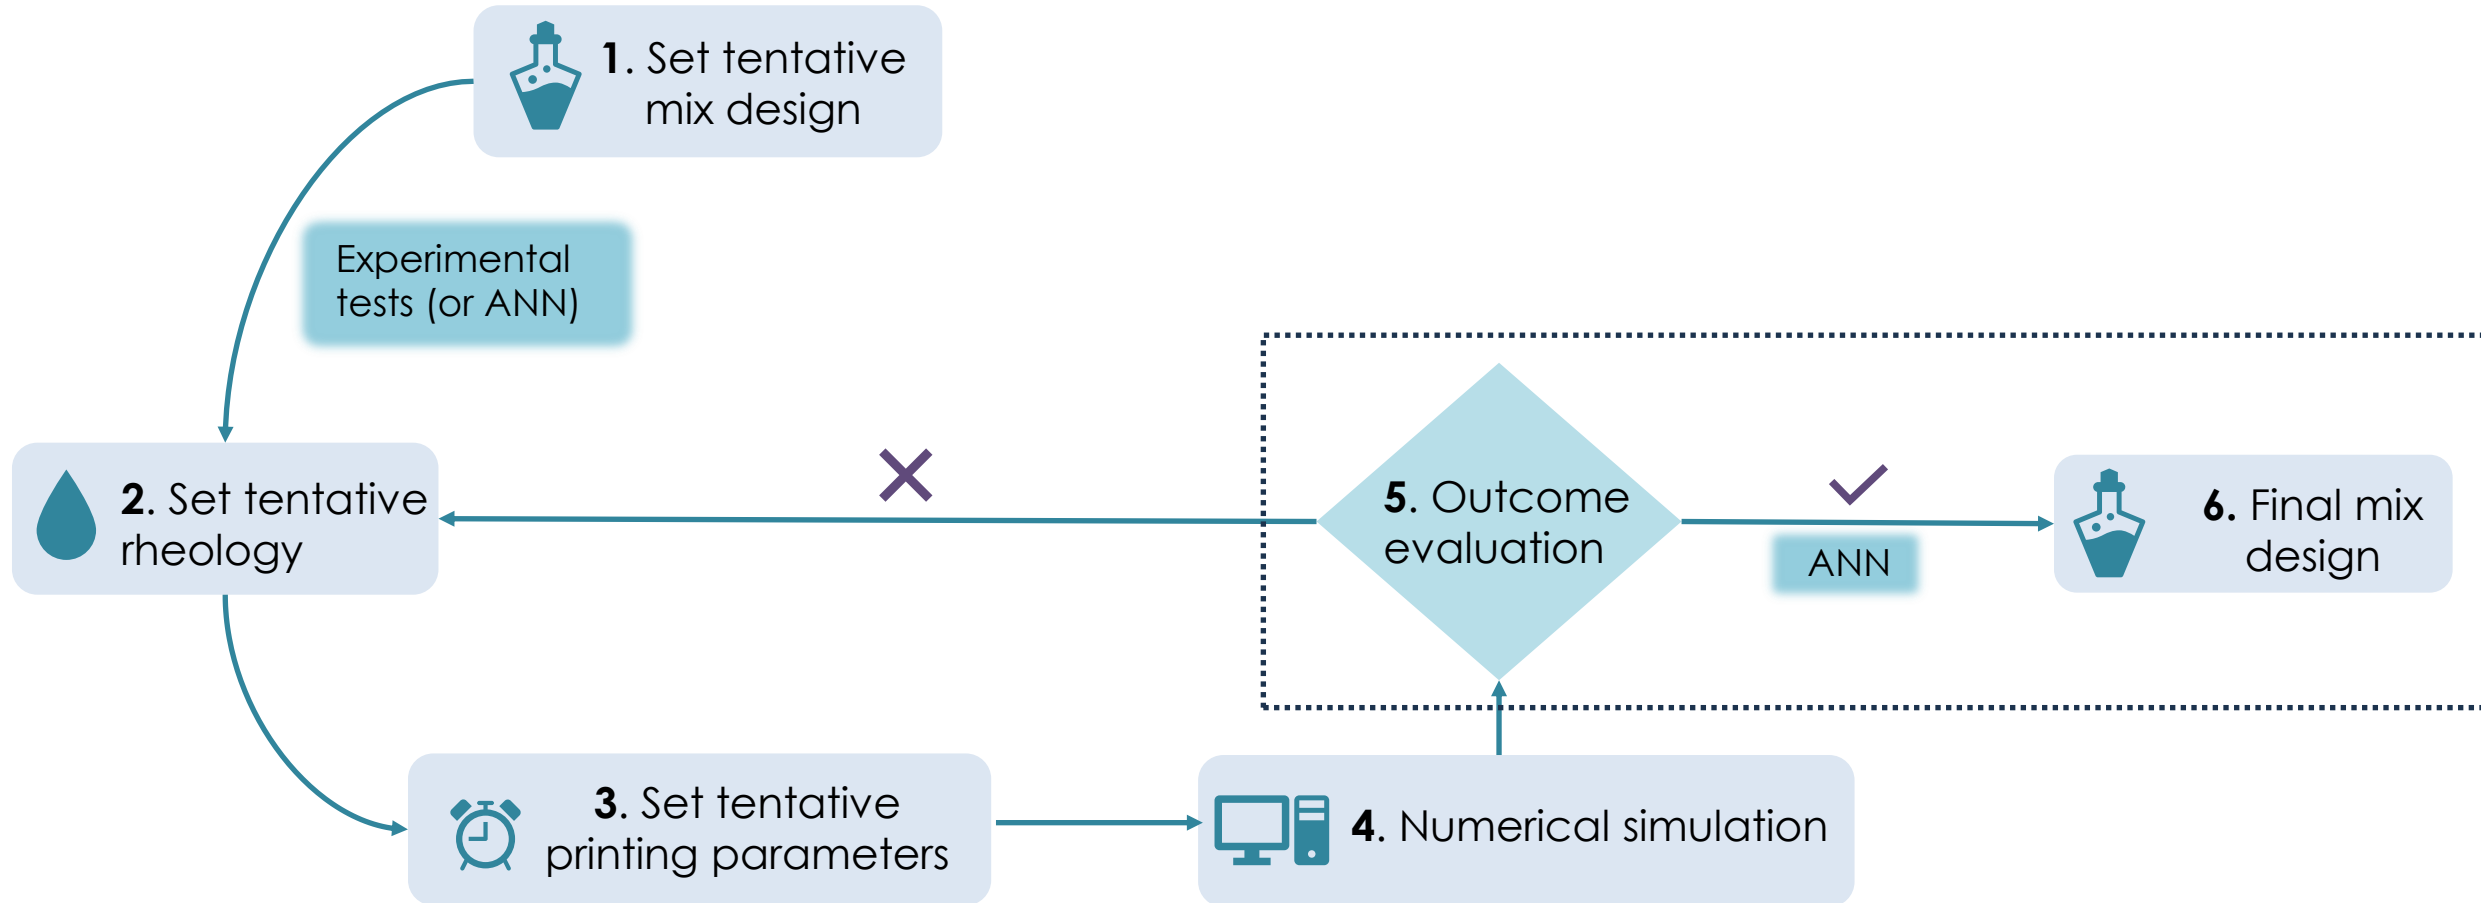 1. Set tentative
mix design
Experimental
tests (or ANN)
2. Set tentative
rheology
5. Outcome
evaluation
ANN
6. Final mix
design
3. Set tentative
printing parameters
4. Numerical simulation